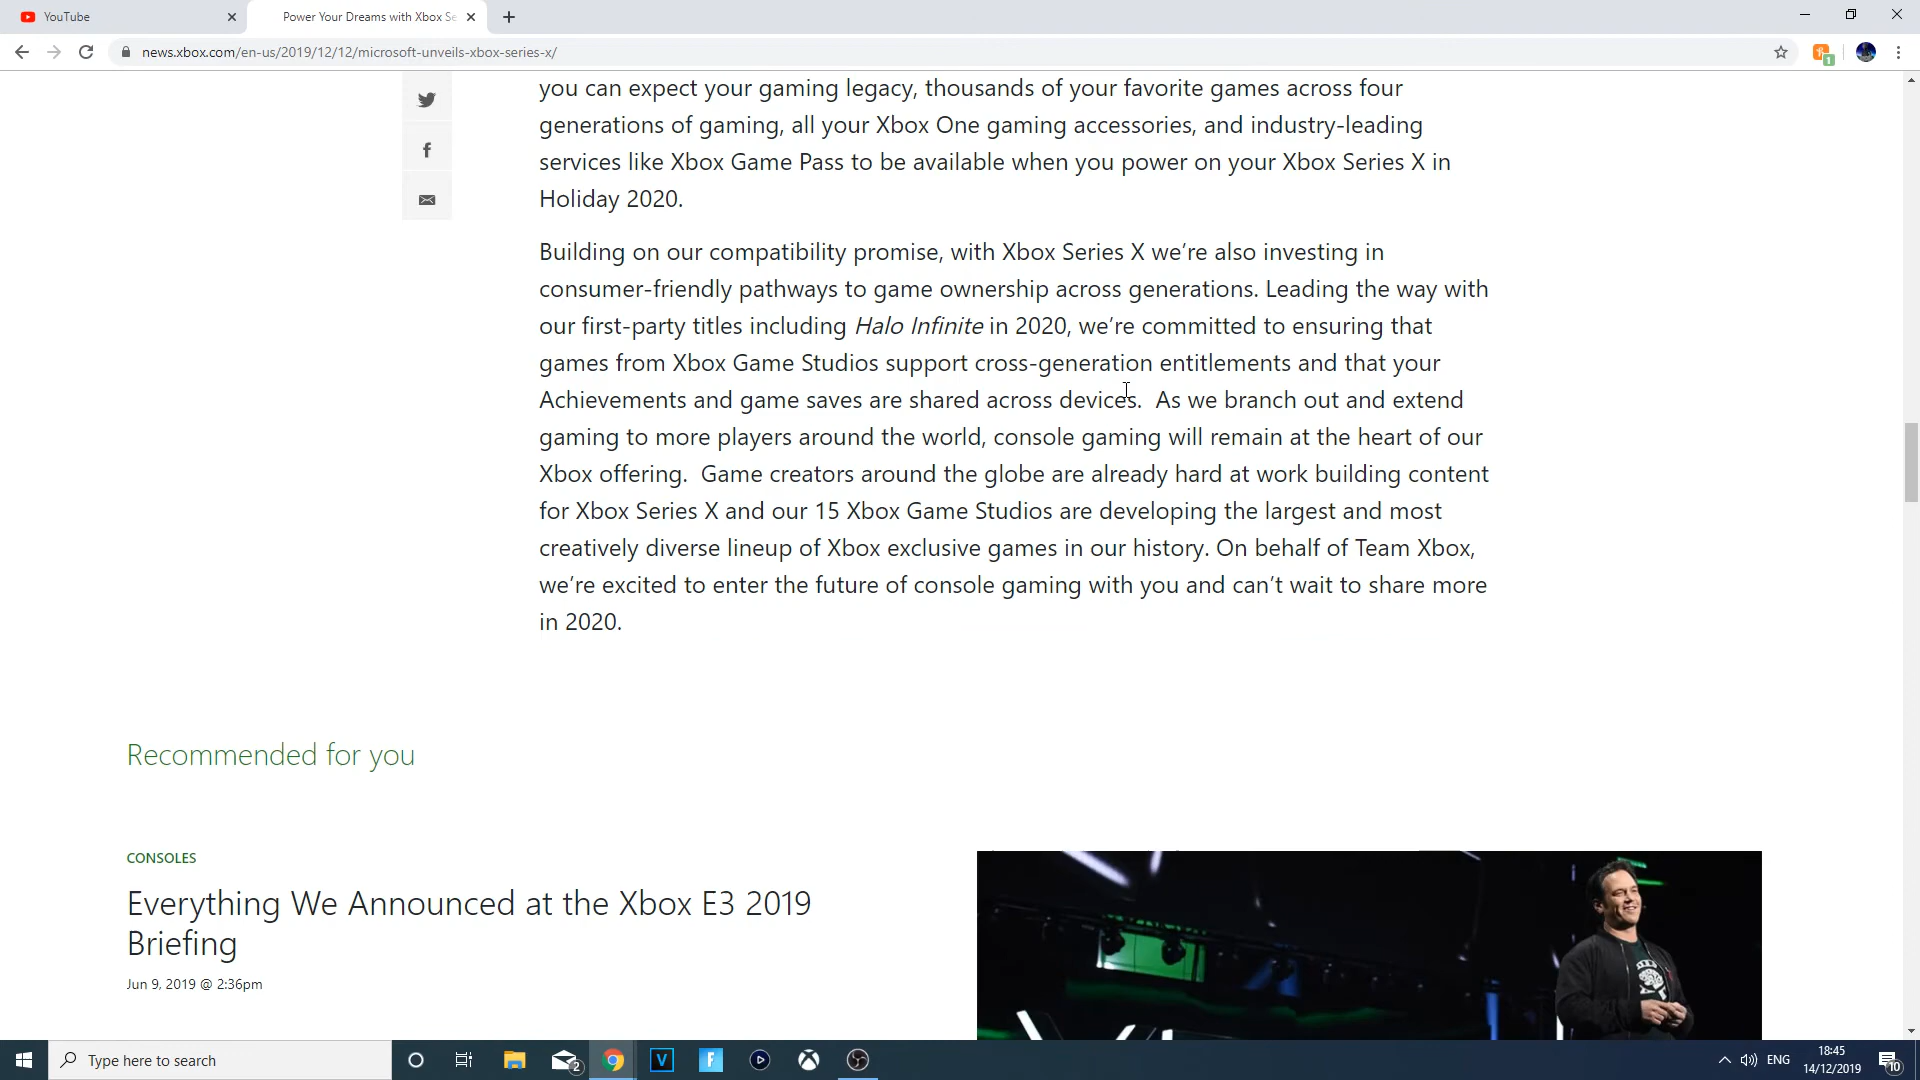 YouTube
Power Your Dreams with Xbox Se
news.xbox.com/en-us/2019/12/12/microsoft-unveils-xbox-series-x/
1
you can expect your gaming legacy, thousands of your favorite games across four
generations of gaming, all your Xbox One gaming accessories, and industry-leading
services like Xbox Game Pass to be available when you power on your Xbox Series X in
Holiday 2020.
Building on our compatibility promise, with Xbox Series X we’re also investing in
consumer-friendly pathways to game ownership across generations. Leading the way with
our first-party titles including Halo Infinite in 2020, we’re committed to ensuring that
games from Xbox Game Studios support cross-generation entitlements and that your
Achievements and game saves are shared across devices.  As we branch out and extend
gaming to more players around the world, console gaming will remain at the heart of our
Xbox offering.  Game creators around the globe are already hard at work building content
for Xbox Series X and our 15 Xbox Game Studios are developing the largest and most
creatively diverse lineup of Xbox exclusive games in our history. On behalf of Team Xbox,
we’re excited to enter the future of console gaming with you and can’t wait to share more
in 2020.
Recommended for you
CONSOLES
Everything We Announced at the Xbox E3 2019
Briefing
Jun 9, 2019 @ 2:36pm
Type here to search
2
V
F
ENG
18:45
14/12/2019
10